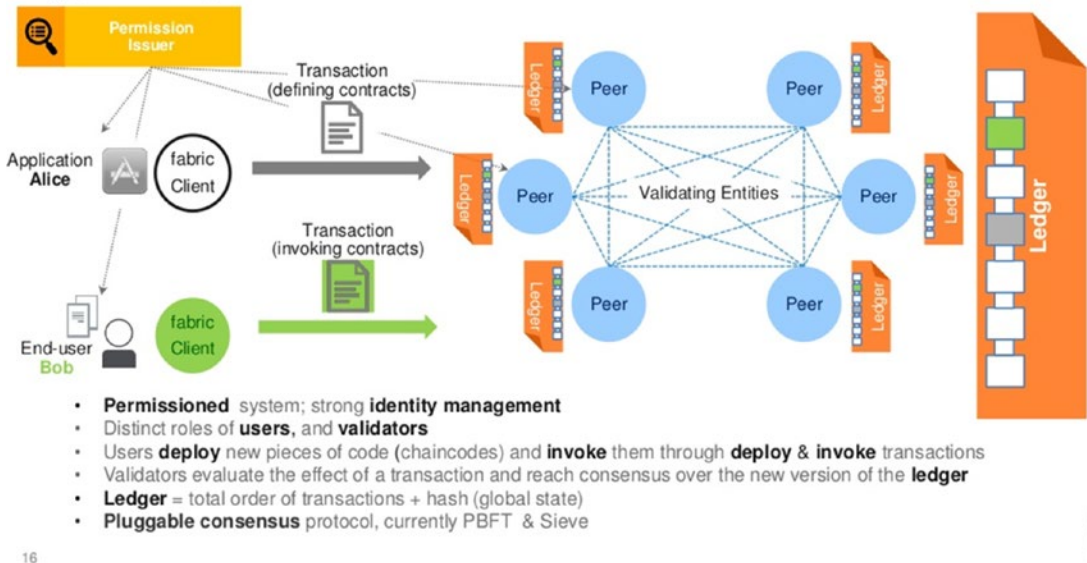 Permission
Issuer
Transaction
(defining contracts)
Application
Alice
fabric
Client
Transaction
(invoking contracts)
End-user
Bob
fabric
Client
Ledger
Peer
Peer
Ledger
Ledger
Peer
Validating Entities
Peer
Ledger
Ledger
Peer
Peer
Ledger
Ledger
• Permissioned system; strong identity management
• Distinct roles of users, and validators
• Users deploy new pieces of code (chaincodes) and invoke them through deploy & invoke transactions
• Validators evaluate the effect of a transaction and reach consensus over the new version of the ledger
• Ledger = total order of transactions + hash (global state)
• Pluggable consensus protocol, currently PBFT & Sieve
16